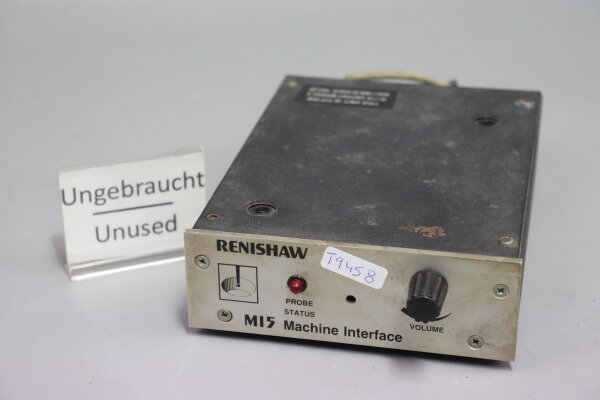 Ungebraucht
Unused
RENISHAW
T9458
PROBE
STATUS
VOLUME
MI5 Machine Interface